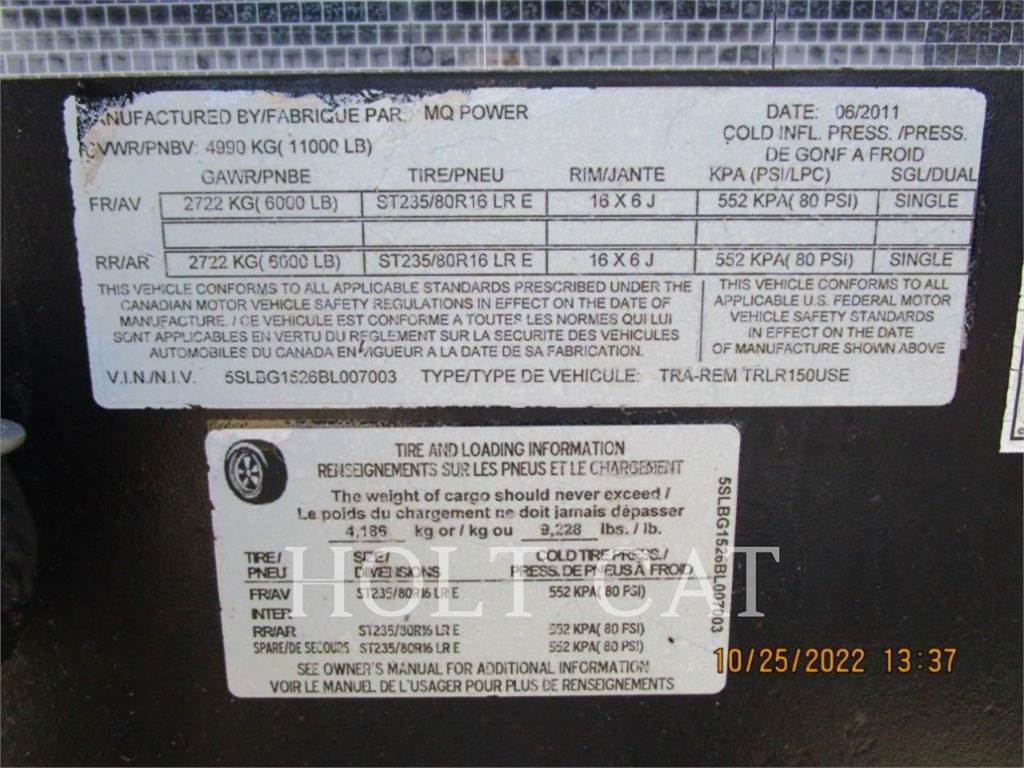 ANUFACTURED BY/FABRIQUE PAR: MQ POWER DATE: 06/2011
GVWR/PNBV: 4990 KG( 11000 LB) COLD INFL. PRESS. /PRESS.
DE GONF A FROID
GAWR/PNBE TIRE/PNEU RIM/JANTE KPA (PSI/LPC) SGL/DUAL
FR/AV 2722 KG( 6000 LB) ST235/80R16 LR E 16 X 6 J 552 KPA( 80 PSI) SINGLE
RR/AR 2722 KG( 6000 LB) ST235/80R16 LR E 16 X 6 J 552 KPA( 80 PSI) SINGLE
THIS VEHICLE CONFORMS TO ALL APPLICABLE STANDARDS PRESCRIBED UNDER THE
CANADIAN MOTOR VEHICLE SAFETY REGULATIONS IN EFFECT ON THE DATE OF
MANUFACTURE. / CE VEHICULE EST CONFORME A TOUTES LES NORMES QUI LUI
SONT APPLICABLES EN VERTU DU REGLEMENT SUR LA SECURITE DES VEHICULES
AUTOMOBILES DU CANADA EN VIGUEUR A LA DATE DE SA FABRICATION.
THIS VEHICLE CONFORMS TO ALL
APPLICABLE U.S. FEDERAL MOTOR
VEHICLE SAFETY STANDARDS
IN EFFECT ON THE DATE
OF MANUFACTURE SHOWN ABOVE
V.I.N./N.I.V. 5SLBG1526BL007003 TYPE/TYPE DE VEHICULE: TRA-REM TRLR150USE
TIRE AND LOADING INFORMATION
RENSEIGNEMENTS SUR LES PNEUS ET LE CHARGEMENT
The weight of cargo should never exceed /
Le poids du chargement ne doit jamais dépasser
4,186 kg or / kg ou 9,228 lbs. / lb.
TIRE / SIZE / COLD TIRE PRESS. /
PNEU DIMENSIONS PRESS. DE PNEUS A FROID
FR/AV ST235/80R16 LR E 552 KPA( 80 PSI)
INTER
RR/AR ST235/80R16 LR E 552 KPA( 80 PSI)
SPARE/DE SECOURS ST235/80R16 LR E 552 KPA( 80 PSI)
SEE OWNER'S MANUAL FOR ADDITIONAL INFORMATION
VOIR LE MANUEL DE L'USAGER POUR PLUS DE RENSEIGNEMENTS
5SLBG1526BL007003
HOLT CAT
10/25/2022 13:37